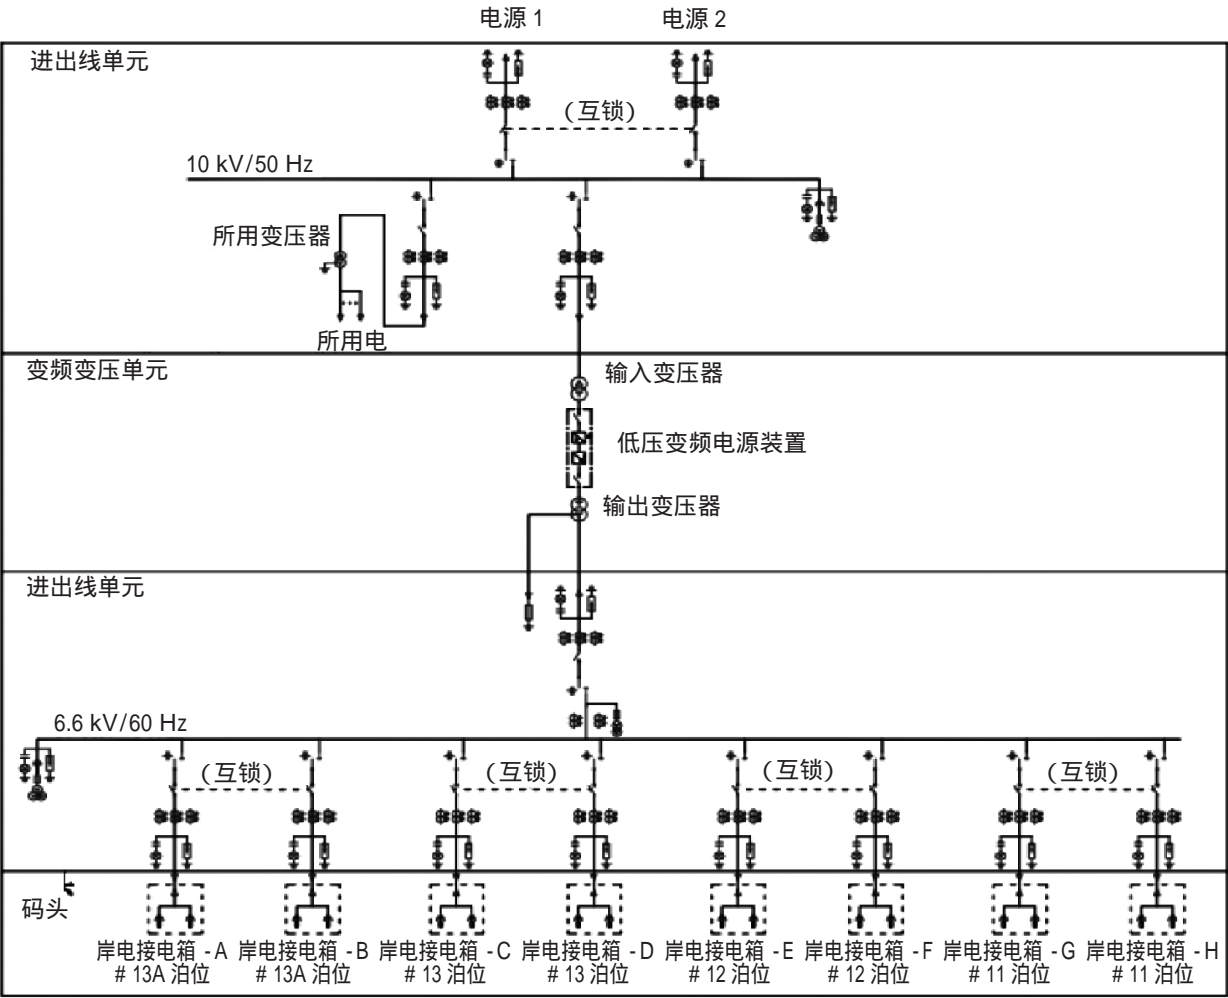 电源 1
电源 2
进出线单元
(互锁)
10 kV/50 Hz
所用变压器
所用电
变频变压单元
输入变压器
低压变频电源装置
输出变压器
进出线单元
6.6 kV/60 Hz
(互锁)
(互锁)
(互锁)
(互锁)
码头
岸电接电箱 -A
# 13A 泊位
岸电接电箱 -B
# 13A 泊位
岸电接电箱 -C
# 13 泊位
岸电接电箱 -D
# 13 泊位
岸电接电箱 -E
# 12 泊位
岸电接电箱 -F
# 12 泊位
岸电接电箱 -G
# 11 泊位
岸电接电箱 -H
# 11 泊位